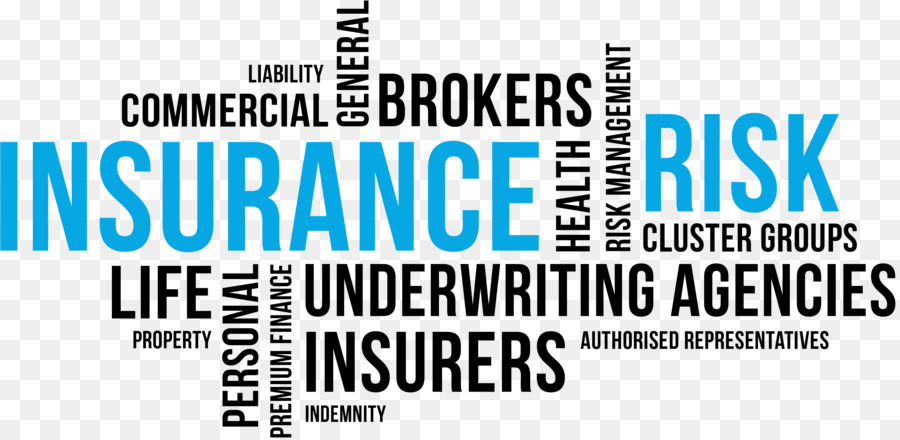 LIABILITY
COMMERCIAL
GENERAL
BROKERS
INSURANCE
HEALTH
RISK MANAGEMENT
RISK
CLUSTER GROUPS
LIFE
PROPERTY
PERSONAL
PREMIUM FINANCE
UNDERWRITING AGENCIES
INSURERS
AUTHORISED REPRESENTATIVES
INDEMNITY